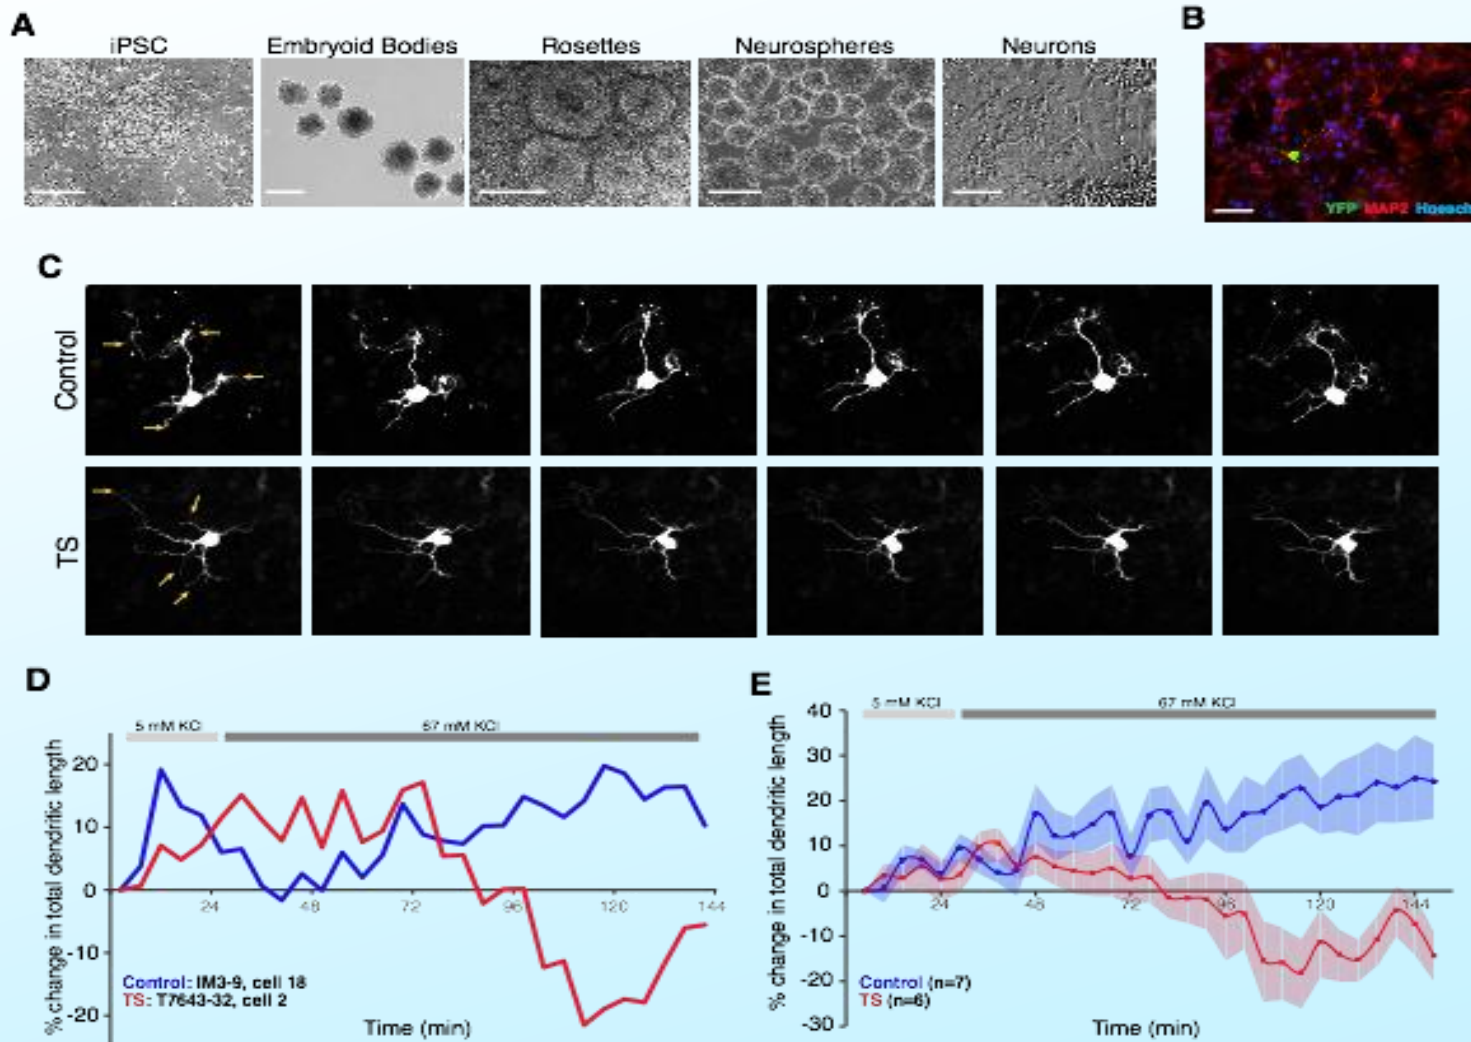 A
iPSC
Embryoid Bodies
Rosettes
Neurospheres
Neurons
B
YFP MAP2 Hoesch
C
Control
TS
D
5 mM KCl
67 mM KCl
% change in total dendritic length
20
10
0
-10
-20
24
48
72
96
120
144
Control: IM3-9, cell 18
TS: T7643-32, cell 2
Time (min)
E
5 mM KCl
67 mM KCl
% change in total dendritic length
40
30
20
10
0
-10
-20
-30
24
48
72
96
120
144
Control (n=7)
TS (n=6)
Time (min)